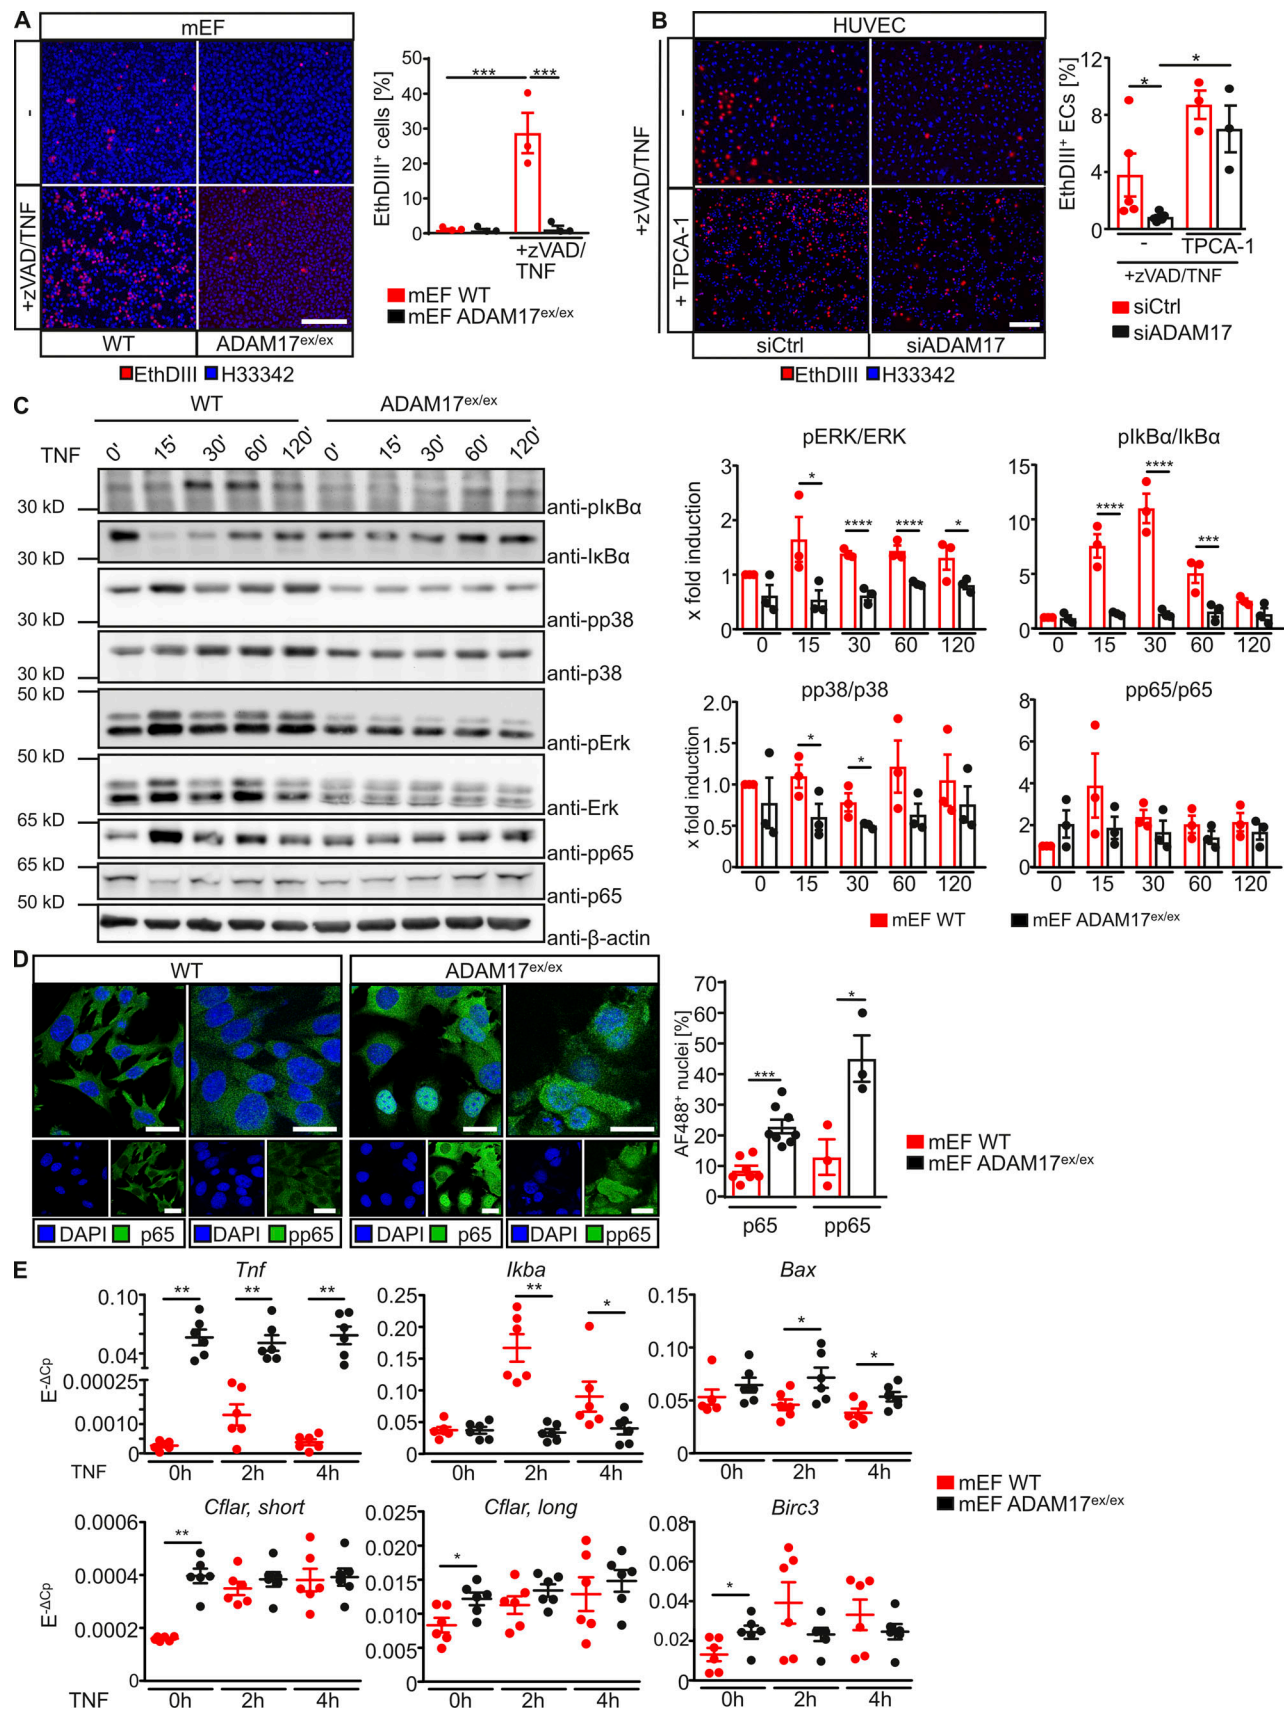 A
mEF
-
+zVAD/TNF
WT
ADAM17ex/ex
EthDIII H33342
EthDIII+ cells [%]
50
40
30
20
10
0
***
***
+zVAD/
TNF
mEF WT
mEF ADAM17ex/ex
B
HUVEC
+zVAD/TNF
-
+ TPCA-1
siCtrl
siADAM17
EthDIII H33342
EthDIII+ ECs [%]
12
8
4
0
*
*
- TPCA-1
+zVAD/TNF
siCtrl
siADAM17
C
WT
ADAM17ex/ex
TNF 0' 15' 30' 60' 120' 0' 15' 30' 60' 120'
30 kD
anti-pIκBα
30 kD
anti-IκBα
30 kD
anti-pp38
30 kD
anti-p38
50 kD
anti-pErk
50 kD
anti-Erk
65 kD
anti-pp65
65 kD
anti-p65
50 kD
anti-β-actin
pERK/ERK
x fold induction
3
2
1
0
*
****
****
*
0 15 30 60 120
pIkBα/IkBα
15
10
5
0
****
****
***
0 15 30 60 120
pp38/p38
x fold induction
2.0
1.5
1.0
0.5
0
*
*
0 15 30 60 120
pp65/p65
8
6
4
2
0
0 15 30 60 120
mEF WT
mEF ADAM17ex/ex
D
WT
ADAM17ex/ex
DAPI p65
DAPI pp65
DAPI p65
DAPI pp65
AF488+ nuclei [%]
70
60
50
40
30
20
10
0
***
*
p65
pp65
mEF WT
mEF ADAM17ex/ex
E
Tnf
E-ΔCp
0.10
0.04
0.00025
0.0010
0
**
**
**
TNF 0h 2h 4h
Ikba
0.25
0.20
0.15
0.10
0.05
0
**
*
0h 2h 4h
Bax
0.15
0.10
0.05
0
*
*
0h 2h 4h
mEF WT
mEF ADAM17ex/ex
Cflar, short
E-ΔCp
0.0006
0.0004
0.0002
0
**
TNF 0h 2h 4h
Cflar, long
0.025
0.020
0.015
0.010
0.005
0
*
0h 2h 4h
Birc3
0.08
0.06
0.04
0.02
0
*
0h 2h 4h